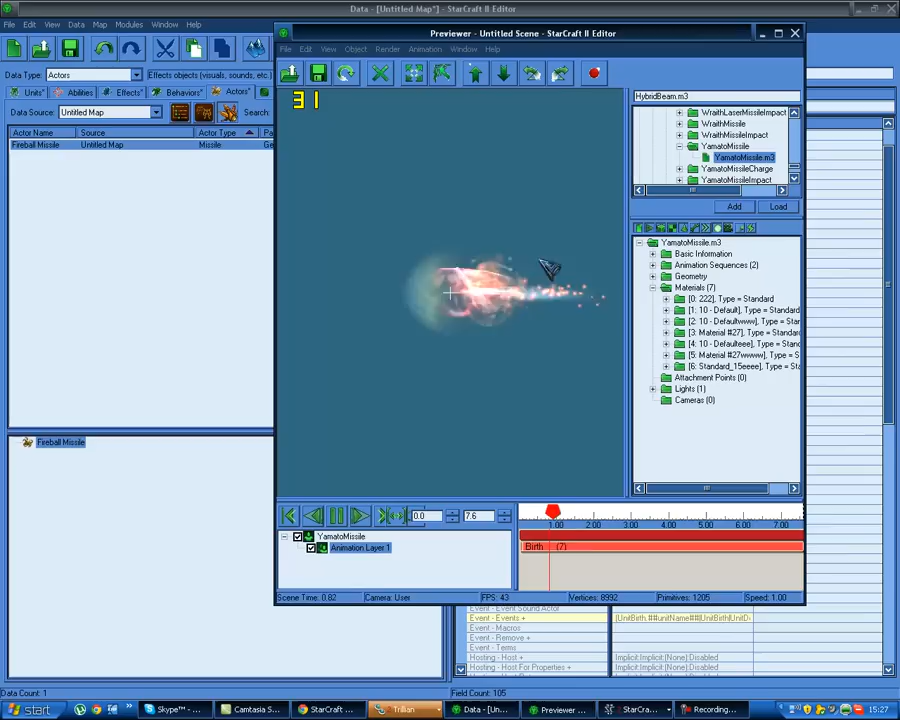 Data - [Untitled Map*] - StarCraft II Editor
File Edit View Data Map Modules Window Help
Data Type: Actors Effects objects (visuals, sounds, etc.)
Units* Abilities Effects* Behaviors* Actors*
Data Source: Untitled Map Search:
Actor Name Source Actor Type
Fireball Missile Untitled Map Missile
Fireball Missile
Data Count: 1
Previewer - Untitled Scene - StarCraft II Editor
File Edit View Object Render Animation Window Help
31
HybridBeam.m3
WraithLaserMissileImpact
WraithMissile
WraithMissileImpact
YamatoMissile
YamatoMissile.m3
YamatoMissileCharge
YamatoMissileImpact
Add Load
YamatoMissile.m3
Basic Information
Animation Sequences (2)
Geometry
Materials (7)
[0: 222], Type = Standard
[1: 10 - Default], Type = Standard
[2: 10 - Defaultwww], Type =
[3: Material #27], Type = Standard
[4: 10 - Defaulteee], Type =
[5: Material #27wwww], Type =
[6: Standard_15eeee], Type =
Attachment Points (0)
Lights (1)
Cameras (0)
0.0 7.6
1.00 2.00 3.00 4.00 5.00 6.00 7.00
YamatoMissile
Animation Layer 1
Birth (7)
Scene Time: 0.82 Camera: User FPS: 43 Vertices: 8992 Primitives: 1205 Speed: 1.00
Event - Event Sound Actor
Event - Events + (UnitBirth.##unitName##|UnitD
Event - Macros
Event - Remove +
Event - Terms
Hosting - Host + Implicit:Implicit:(None):Disabled
Hosting - Host For Properties + Implicit:Implicit:(None):Disabled
Field Count: 105
start Skype™ - ... Camtasia S... StarCraft ... Trillian Data - [Un... Previewer ... StarCra... Recording... 15:27